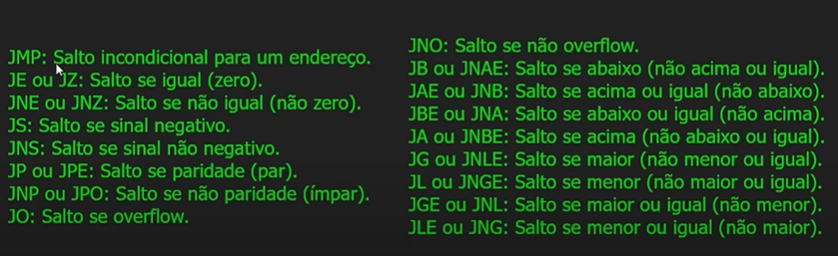 JMP: Salto incondicional para um endereço.
JE ou JZ: Salto se igual (zero).
JNE ou JNZ: Salto se não igual (não zero).
JS: Salto se sinal negativo.
JNS: Salto se sinal não negativo.
JP ou JPE: Salto se paridade (par).
JNP ou JPO: Salto se não paridade (ímpar).
JO: Salto se overflow.
JNO: Salto se não overflow.
JB ou JNAE: Salto se abaixo (não acima ou igual).
JAE ou JNB: Salto se acima ou igual (não abaixo).
JBE ou JNA: Salto se abaixo ou igual (não acima).
JA ou JNBE: Salto se acima (não abaixo ou igual).
JG ou JNLE: Salto se maior (não menor ou igual).
JL ou JNGE: Salto se menor (não maior ou igual).
JGE ou JNL: Salto se maior ou igual (não menor).
JLE ou JNG: Salto se menor ou igual (não maior).